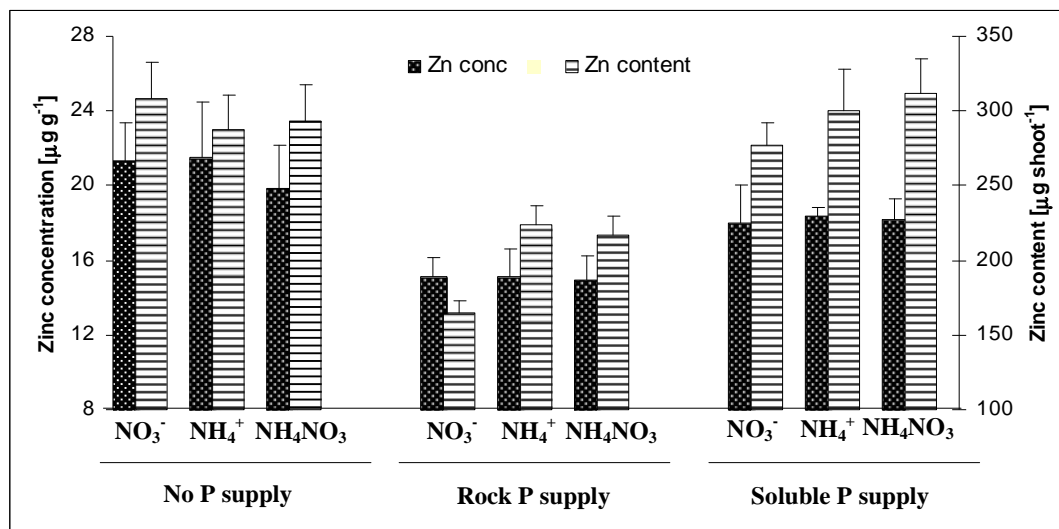 28 350
Zn conc Zn content
24 300
20 250
16 200
12 150
8 100
Zinc concentration [µg g⁻¹]
Zinc content [µg shoot⁻¹]
NO₃⁻ NH₄⁺ NH₄NO₃ NO₃⁻ NH₄⁺ NH₄NO₃ NO₃⁻ NH₄⁺ NH₄NO₃
No P supply Rock P supply Soluble P supply